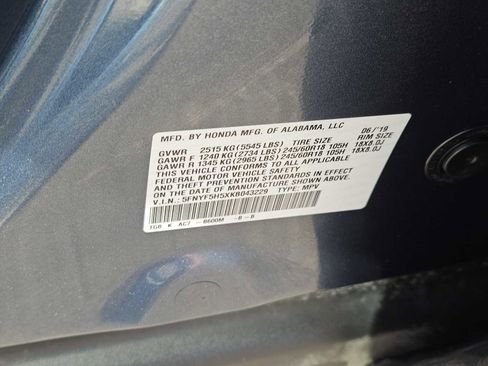 MFD. BY HONDA MFG. OF ALABAMA, LLC 06/'19
GVWR 2515 KG(5545 LBS) TIRE SIZE RIM SIZE
GAWR F 1240 KG(2734 LBS) 245/60R18 105H 18X8.0J
GAWR R 1345 KG(2965 LBS) 245/60R18 105H 18X8.0J
THIS VEHICLE CONFORMS TO ALL APPLICABLE
FEDERAL MOTOR VEHICLE SAFETY
AND THEFT PREVENTION STANDARDS IN EFFECT
ON THE DATE OF MANUFACTURE SHOWN ABOVE.
V.I.N.: 5FNYF5H5XKB043229 TYPE: MPV
TG8 K AC7 -B600M -B-B